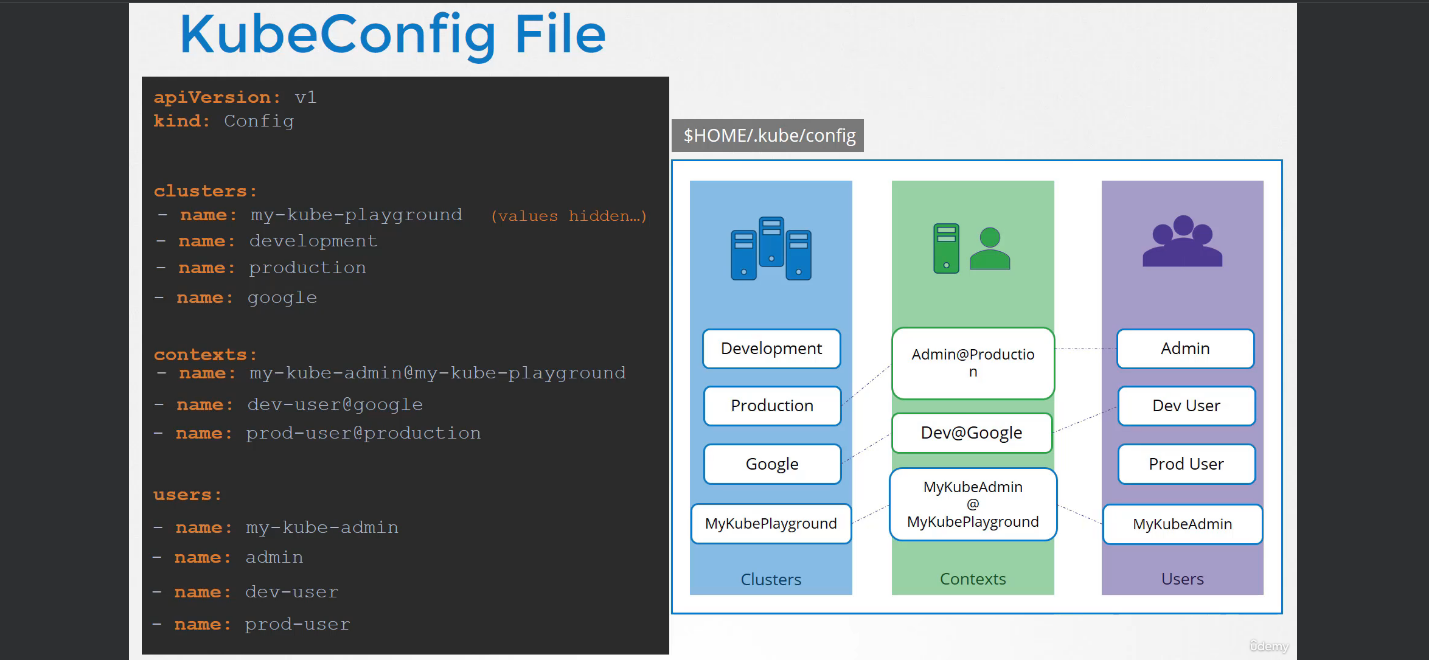 KubeConfig File
apiVersion: v1
kind: Config
clusters:
- name: my-kube-playground (values hidden…)
- name: development
- name: production
- name: google
contexts:
- name: my-kube-admin@my-kube-playground
- name: dev-user@google
- name: prod-user@production
users:
- name: my-kube-admin
- name: admin
- name: dev-user
- name: prod-user
$HOME/.kube/config
Development
Production
Google
MyKubePlayground
Clusters
Admin@Productio
n
Dev@Google
MyKubeAdmin
@
MyKubePlayground
Contexts
Admin
Dev User
Prod User
MyKubeAdmin
Users
ûdemy